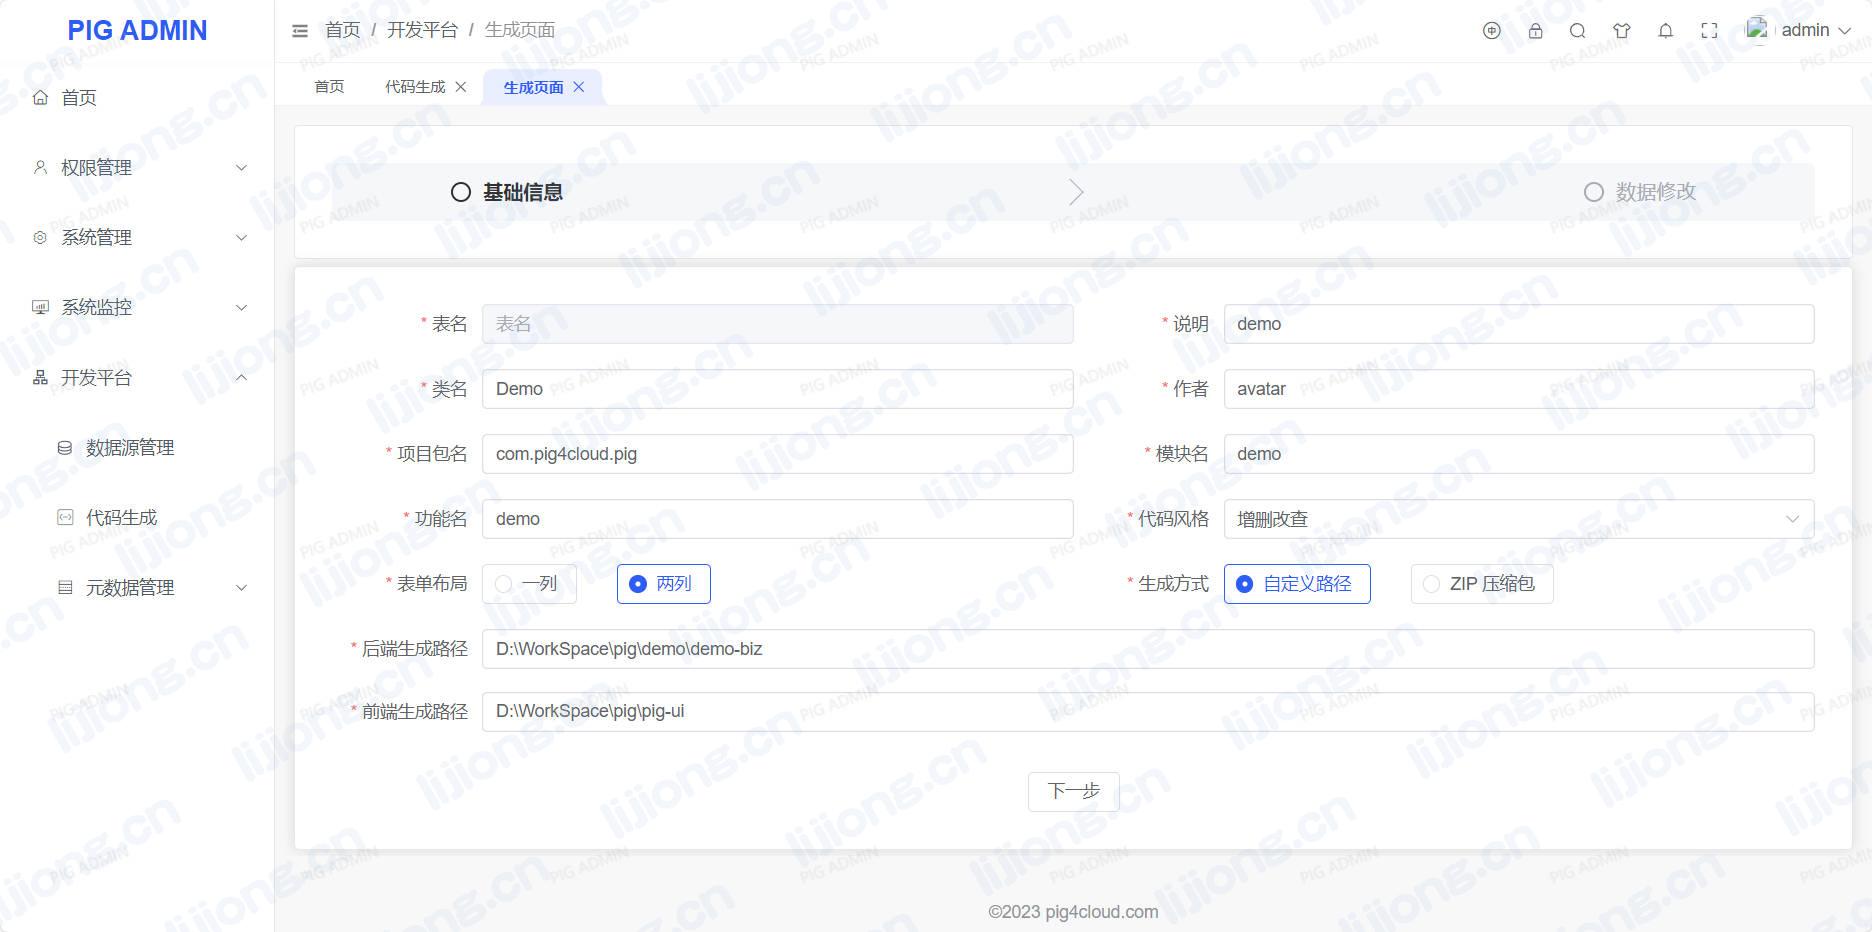 PIG ADMIN
首页 / 开发平台 / 生成页面
admin
首页
代码生成
生成页面
首页
权限管理
系统管理
系统监控
开发平台
数据源管理
代码生成
元数据管理
基础信息
数据修改
* 表名 表名
* 说明 demo
* 类名 Demo
* 作者 avatar
* 项目包名 com.pig4cloud.pig
* 模块名 demo
* 功能名 demo
* 代码风格 增删改查
* 表单布局 一列 两列
* 生成方式 自定义路径 ZIP 压缩包
* 后端生成路径 D:\WorkSpace\pig\demo\demo-biz
* 前端生成路径 D:\WorkSpace\pig\pig-ui
下一步
©2023 pig4cloud.com
lijiong.cn
PIG ADMIN